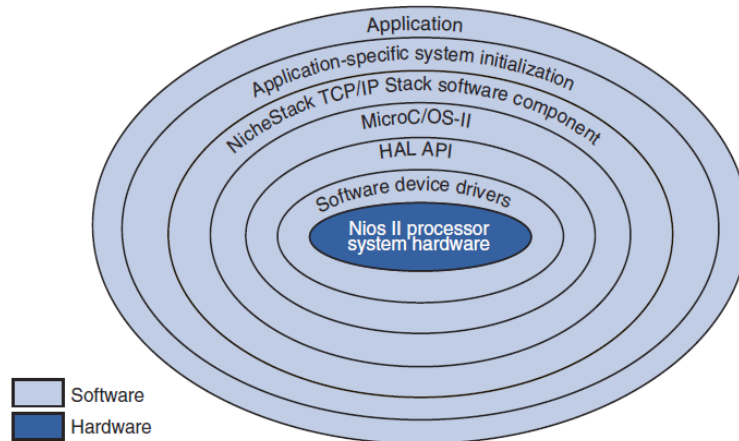 Application
Application-specific system initialization
NicheStack TCP/IP Stack software component
MicroC/OS-II
HAL API
Software device drivers
Nios II processor
system hardware
Software
Hardware